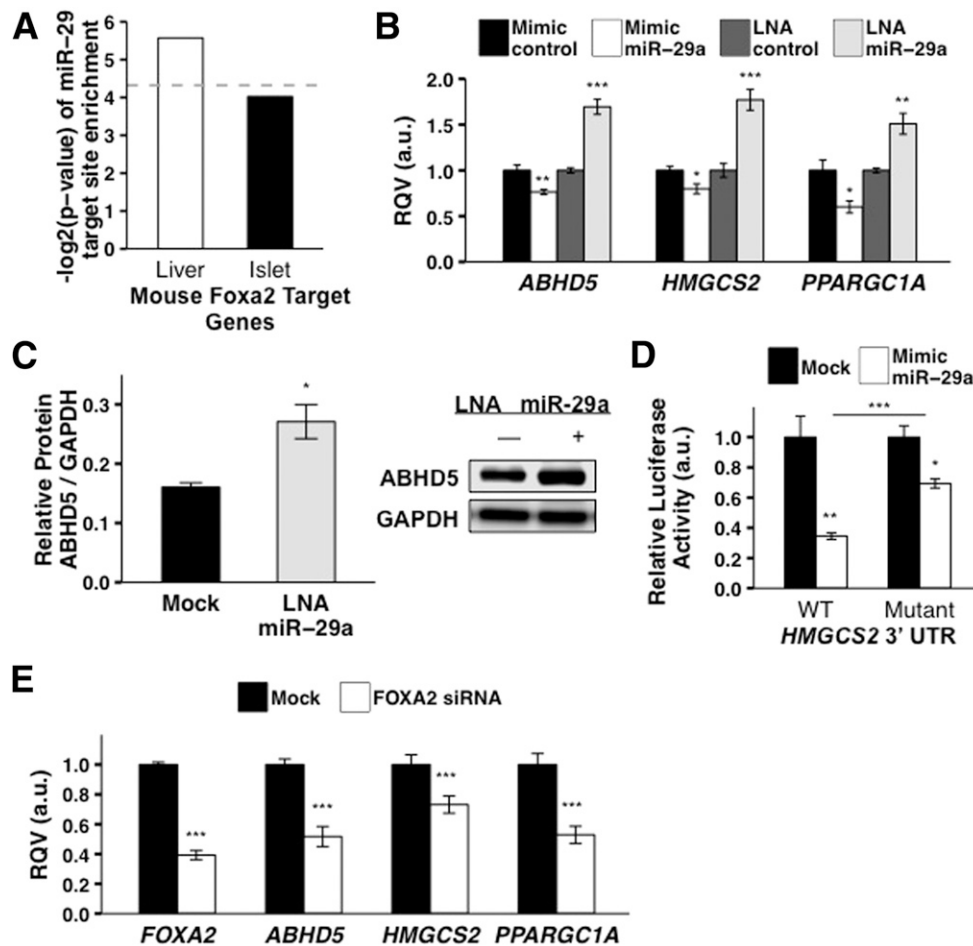 A
-log2(p-value) of miR-29
target site enrichment
6
5
4
3
2
1
0
Liver Islet
Mouse Foxa2 Target
Genes
B
Mimic
control
Mimic
miR-29a
LNA
control
LNA
miR-29a
RQV (a.u.)
2.0
1.5
1.0
0.5
0.0
** *** * *** * **
ABHD5 HMGCS2 PPARGC1A
C
Relative Protein
ABHD5 / GAPDH
0.3
0.2
0.1
0.0
*
Mock LNA
miR-29a
LNA miR-29a
— +
ABHD5
GAPDH
D
Mock
Mimic
miR-29a
Relative Luciferase
Activity (a.u.)
1.0
0.8
0.6
0.4
0.2
0.0
***
** *
WT Mutant
HMGCS2 3' UTR
E
Mock FOXA2 siRNA
RQV (a.u.)
1.0
0.8
0.6
0.4
0.2
0.0
*** *** *** ***
FOXA2 ABHD5 HMGCS2 PPARGC1A